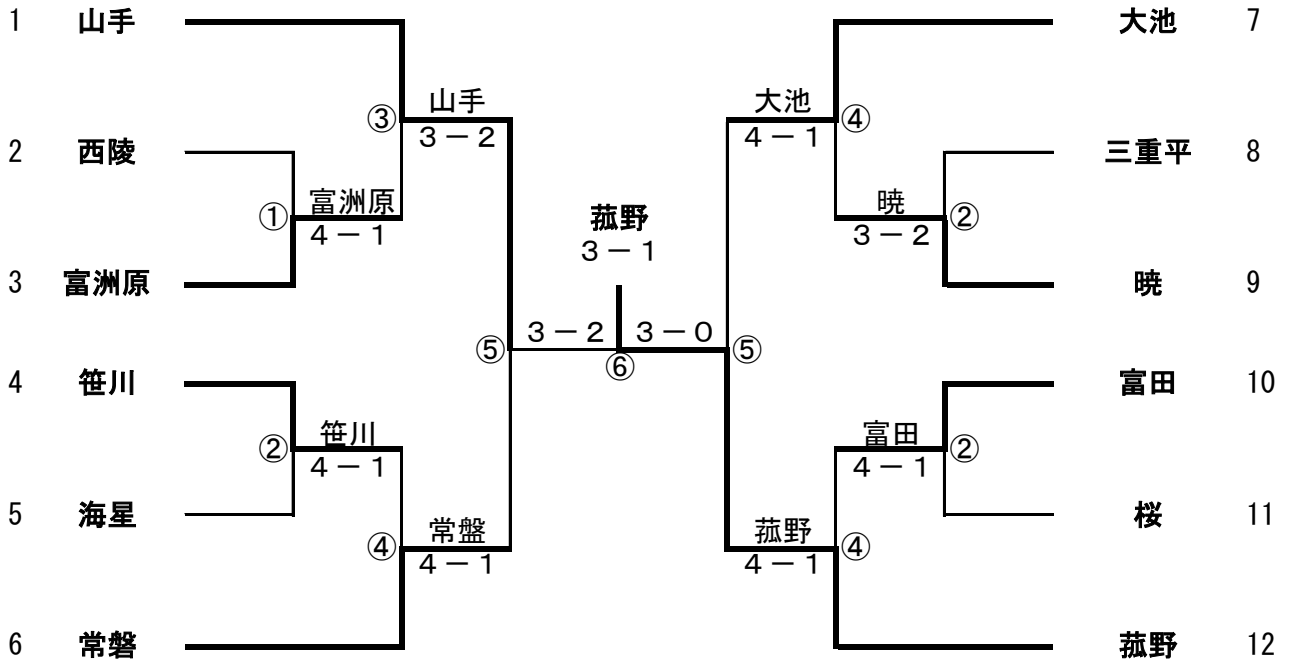 1 山手
大池 7
山手
③
3－2
大池
④
4－1
2 西陵
三重平 8
富洲原
①
4－1
暁
②
3－2
菰野
3－1
3 富洲原
暁 9
⑤
3－2
3－0
⑤
⑥
4 笹川
富田 10
笹川
②
4－1
富田
②
4－1
5 海星
桜 11
常盤
④
4－1
菰野
④
4－1
6 常磐
菰野 12